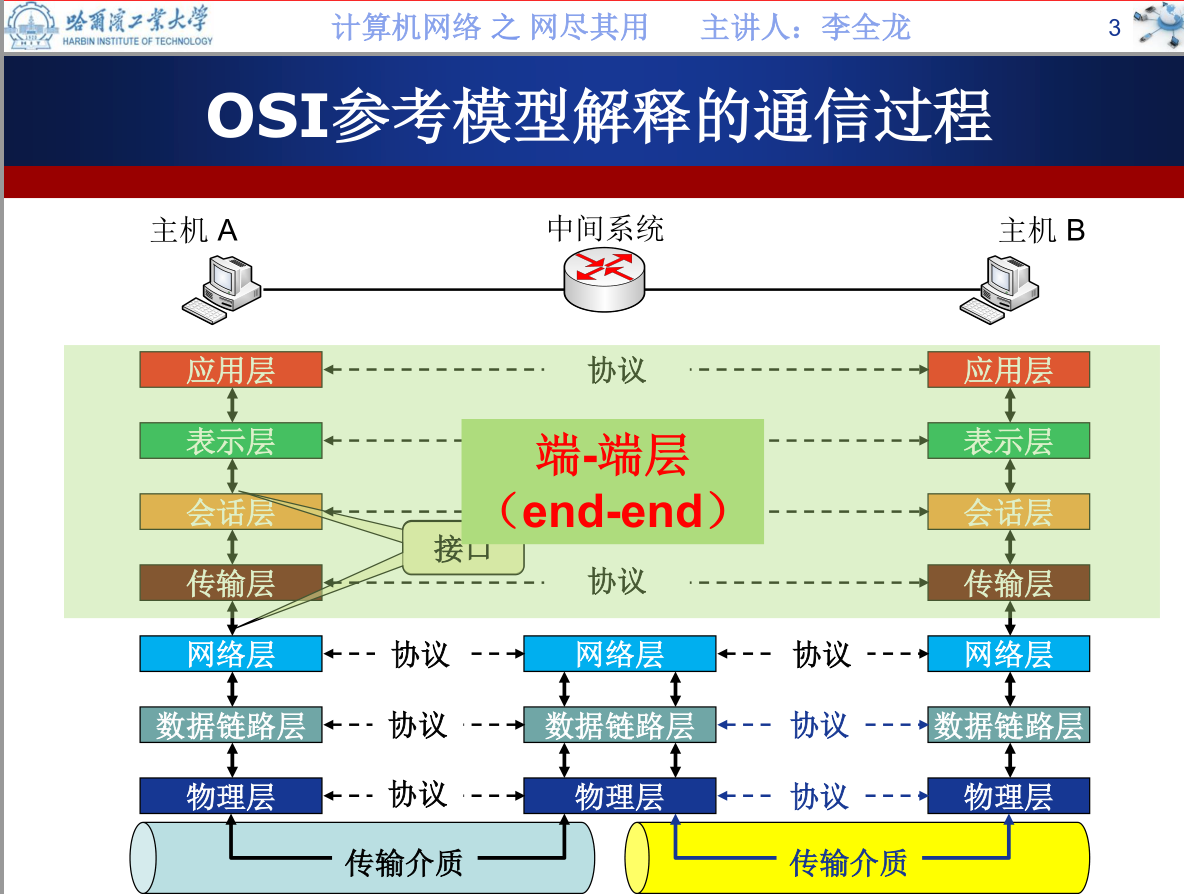 哈爾濱工業大學
HARBIN INSTITUTE OF TECHNOLOGY
计算机网络 之 网尽其用 主讲人：李全龙
3
OSI参考模型解释的通信过程
主机 A 中间系统 主机 B
应用层 协议 应用层
表示层 表示层
端-端层
（end-end）
会话层 会话层
接口
传输层 协议 传输层
网络层 协议 网络层 协议 网络层
数据链路层 协议 数据链路层 协议 数据链路层
物理层 协议 物理层 协议 物理层
传输介质 传输介质